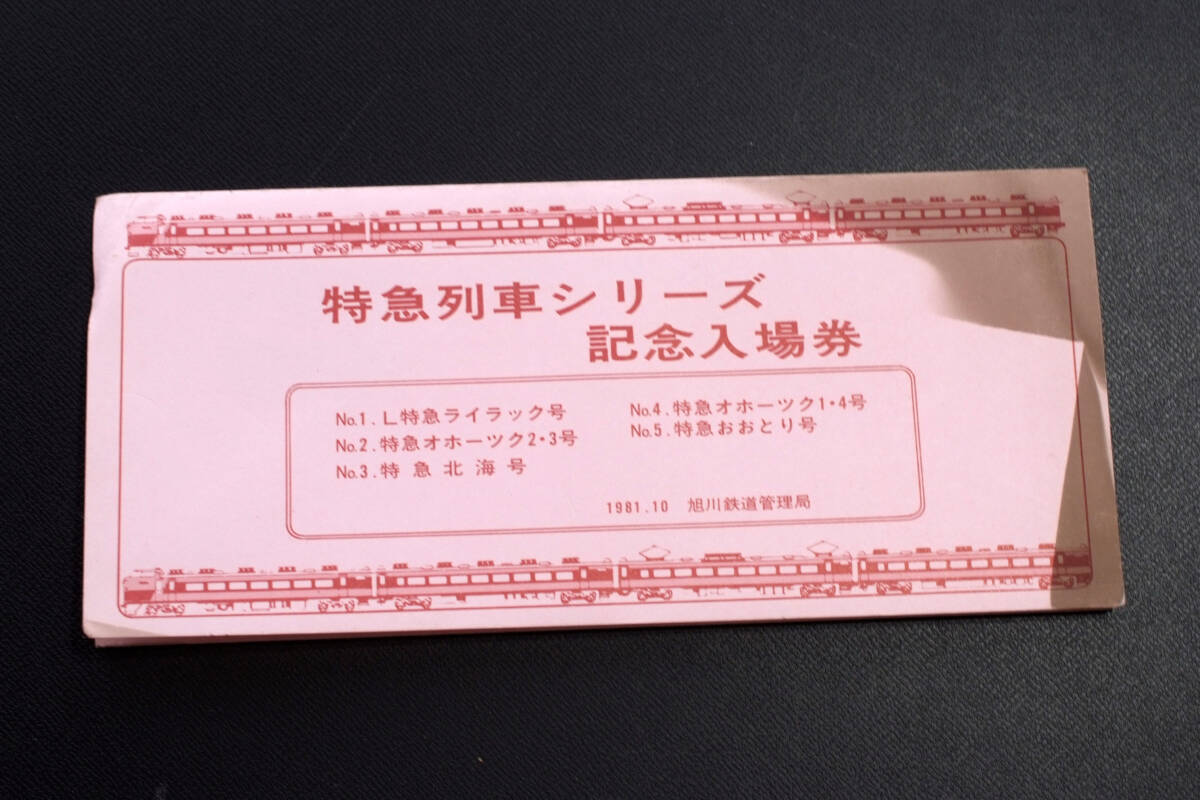 特急列車シリーズ
記念入場券
No.1.L特急ライラック号
No.2.特急オホーツク2・3号
No.3.特急北海号
No.4.特急オホーツク1・4号
No.5.特急おおとり号
1981.10 旭川鉄道管理局